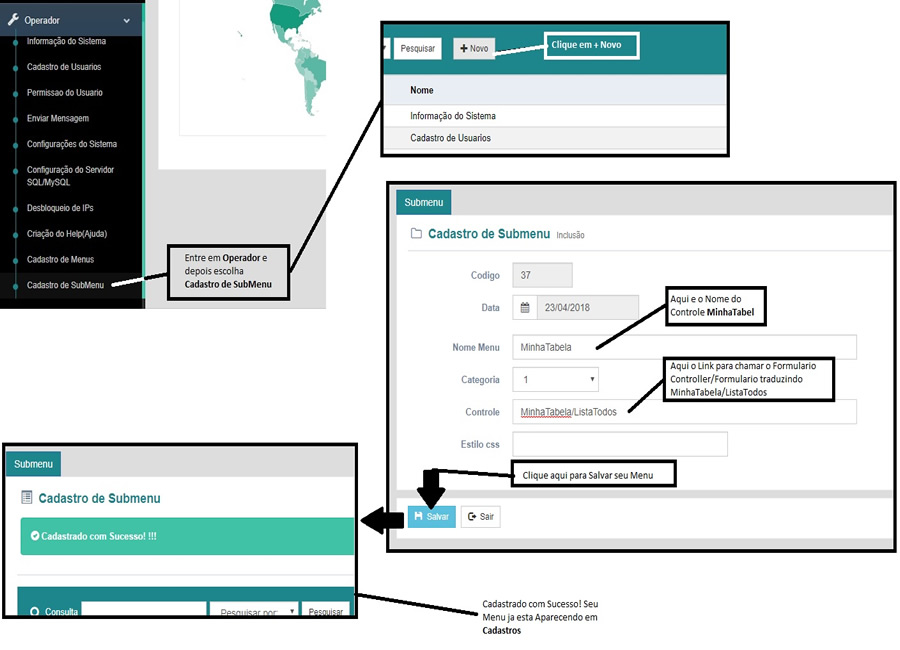 Operador
Informação do Sistema
Cadastro de Usuarios
Permissao do Usuario
Enviar Mensagem
Configurações do Sistema
Configuração do Servidor
SQL/MySQL
Desbloqueio de IPs
Criação do Help(Ajuda)
Cadastro de Menus
Cadastro de SubMenu
Entre em Operador e
depois escolha
Cadastro de SubMenu
Pesquisar
+ Novo
Clique em + Novo
Nome
Informação do Sistema
Cadastro de Usuarios
Submenu
Cadastro de Submenu Inclusão
Codigo 37
Data 23/04/2018
Aqui e o Nome do
Controle MinhaTabel
Nome Menu MinhaTabela
Aqui o Link para chamar o Formulario
Controller/Formulario traduzindo
MinhaTabela/ListaTodos
Categoria 1
Controle MinhaTabela/ListaTodos
Estilo css
Clique aqui para Salvar seu Menu
Salvar
Sair
Submenu
Cadastro de Submenu
Cadastrado com Sucesso! !!!
Consulta
Pesquisar por:
Pesquisar
Cadastrado com Sucesso! Seu
Menu ja esta Aparecendo em
Cadastros